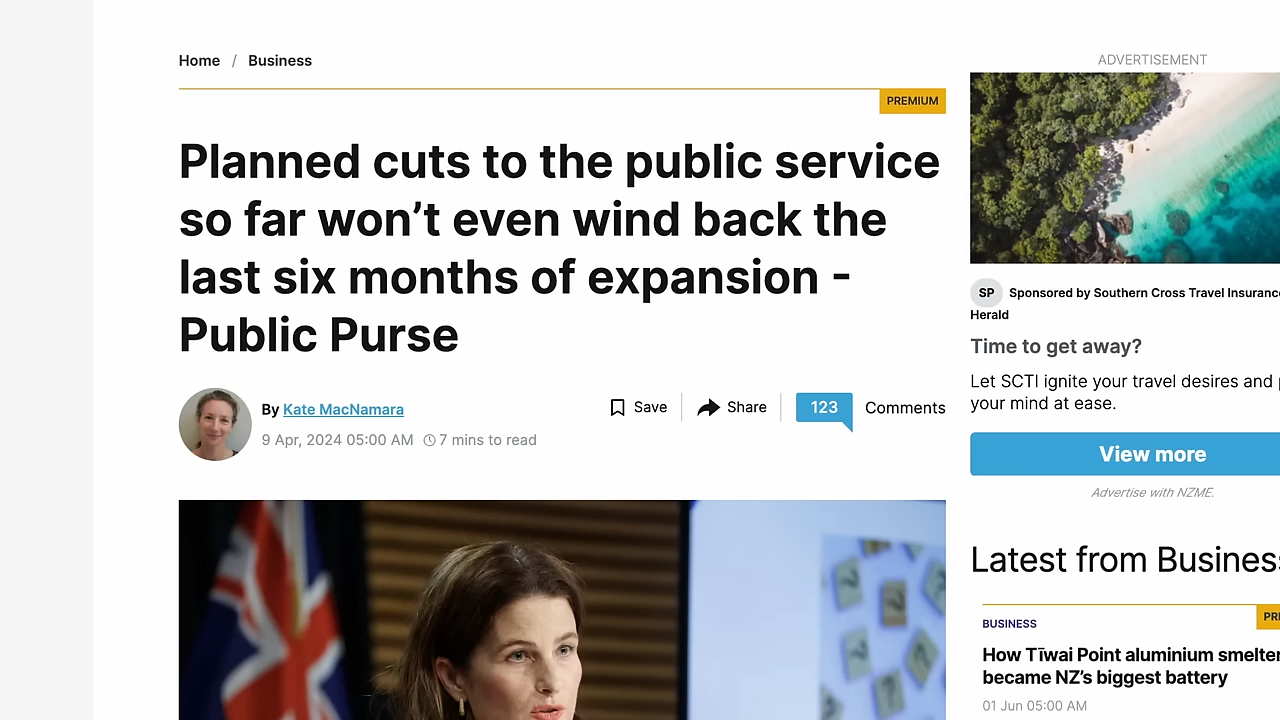 Home / Business
PREMIUM
Planned cuts to the public service
so far won’t even wind back the
last six months of expansion -
Public Purse
By Kate MacNamara
9 Apr, 2024 05:00 AM 7 mins to read
Save
Share
123
Comments
ADVERTISEMENT
SP Sponsored by Southern Cross Travel Insurance
Herald
Time to get away?
Let SCTI ignite your travel desires and
your mind at ease.
View more
Advertise with NZME.
Latest from Business
BUSINESS
PRE
How Tīwai Point aluminium smelter
became NZ’s biggest battery
01 Jun 05:00 AM